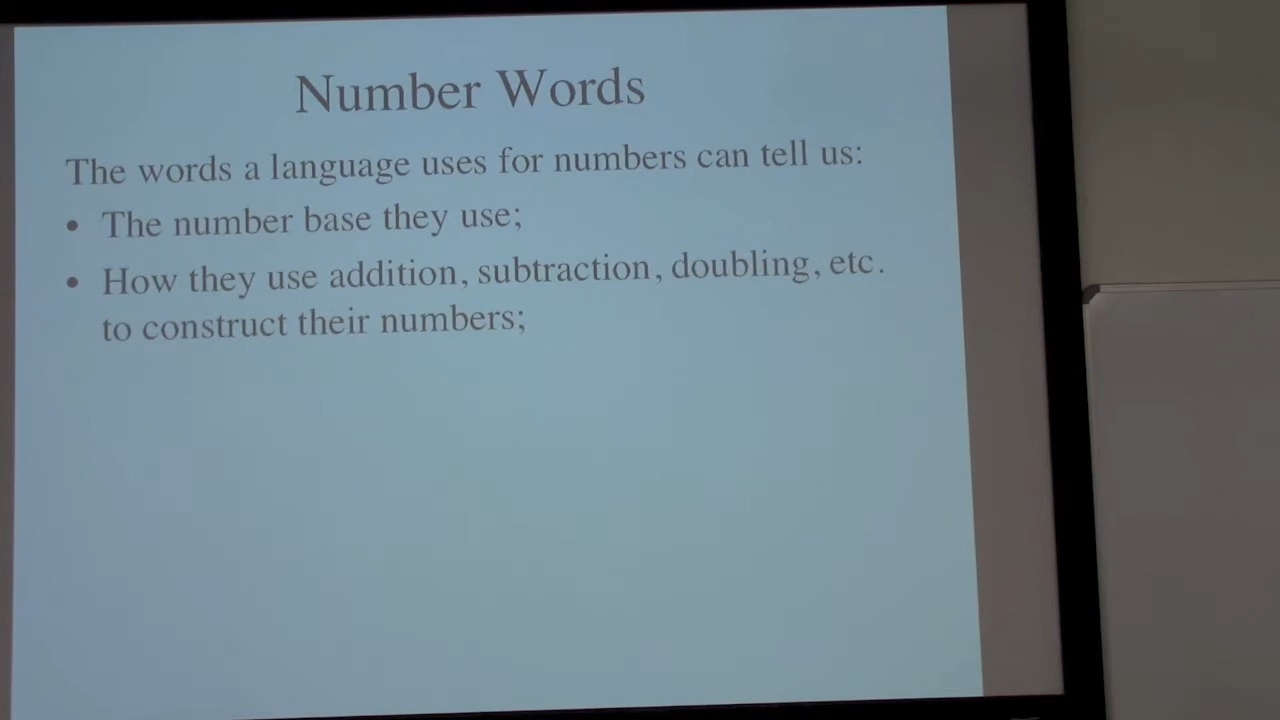 Number Words
The words a language uses for numbers can tell us:
• The number base they use;
• How they use addition, subtraction, doubling, etc.
to construct their numbers;